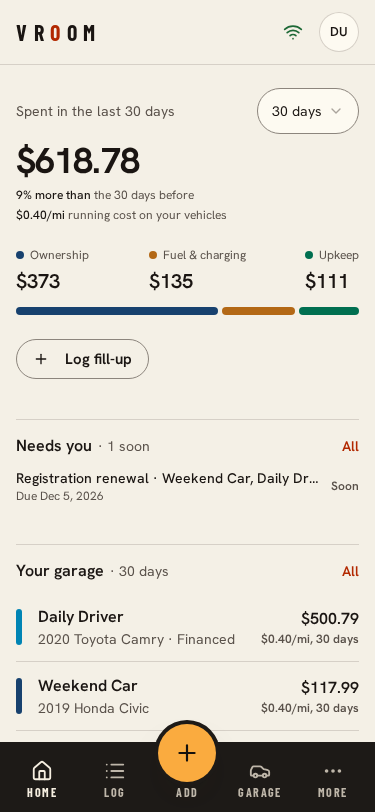 VROOM
DU
Spent in the last 30 days
30 days
$618.78
9% more than the 30 days before
$0.40/mi running cost on your vehicles
Ownership
Fuel & charging
Upkeep
$373
$135
$111
Log fill-up
Needs you · 1 soon
All
Registration renewal · Weekend Car, Daily Dr...
Due Dec 5, 2026
Soon
Your garage · 30 days
All
Daily Driver
$500.79
2020 Toyota Camry · Financed
$0.40/mi, 30 days
Weekend Car
$117.99
2019 Honda Civic
$0.40/mi, 30 days
HOME
LOG
ADD
GARAGE
MORE